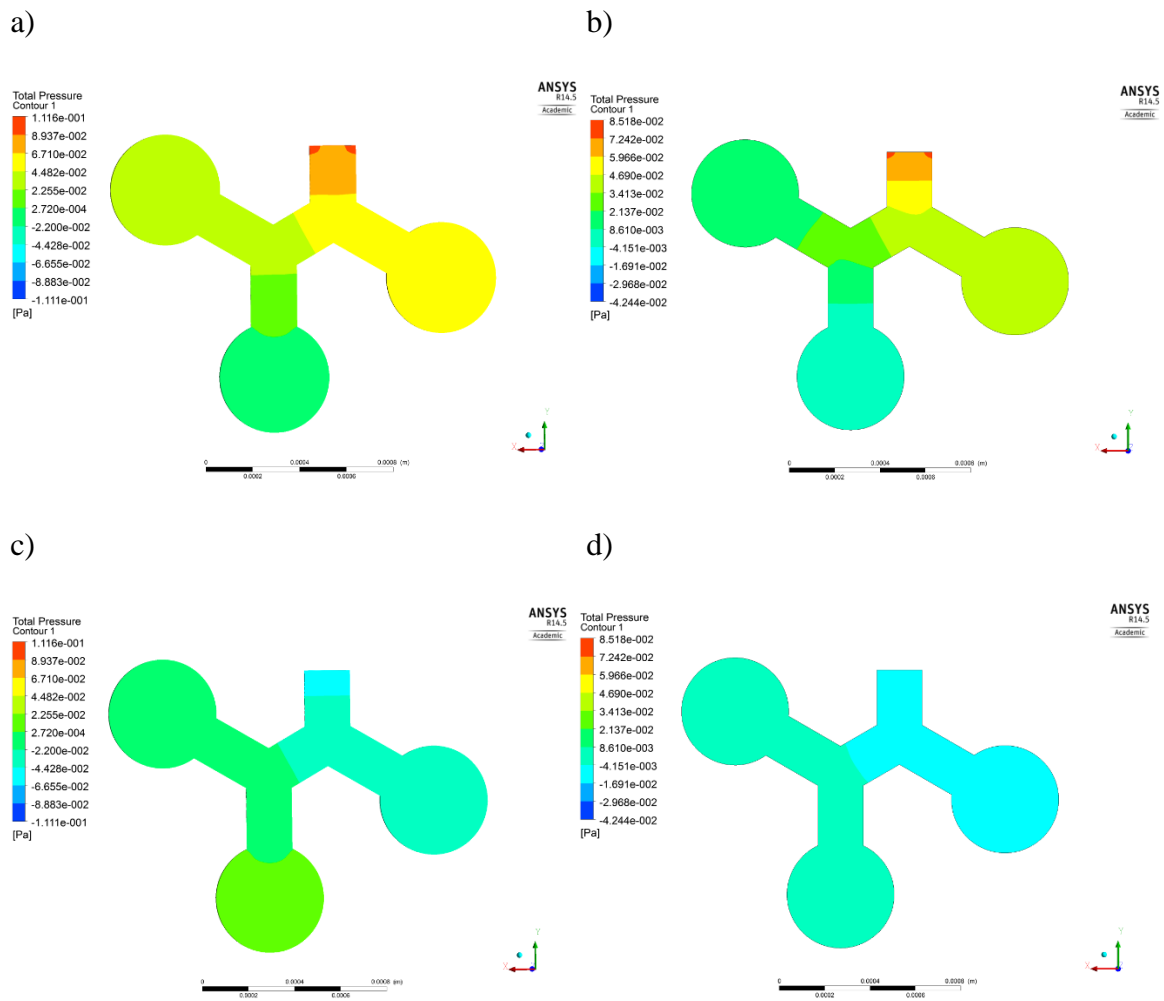 a)
b)
ANSYS
R14.5
Academic
Total Pressure
Contour 1
1.116e-001
8.937e-002
6.710e-002
4.482e-002
2.255e-002
2.720e-004
-2.200e-002
-4.428e-002
-6.655e-002
-8.883e-002
-1.111e-001
[Pa]
Y
X
0 0.0004 0.0008 (m)
0.0002 0.0006
ANSYS
R14.5
Academic
Total Pressure
Contour 1
8.518e-002
7.242e-002
5.966e-002
4.690e-002
3.413e-002
2.137e-002
8.610e-003
-4.151e-003
-1.691e-002
-2.968e-002
-4.244e-002
[Pa]
Y
X
0 0.0004 0.0008 (m)
0.0002 0.0006
c)
d)
ANSYS
R14.5
Academic
Total Pressure
Contour 1
1.116e-001
8.937e-002
6.710e-002
4.482e-002
2.255e-002
2.720e-004
-2.200e-002
-4.428e-002
-6.655e-002
-8.883e-002
-1.111e-001
[Pa]
Y
X
0 0.0004 0.0008 (m)
0.0002 0.0006
ANSYS
R14.5
Academic
Total Pressure
Contour 1
8.518e-002
7.242e-002
5.966e-002
4.690e-002
3.413e-002
2.137e-002
8.610e-003
-4.151e-003
-1.691e-002
-2.968e-002
-4.244e-002
[Pa]
Y
X
0 0.0004 0.0008 (m)
0.0002 0.0006